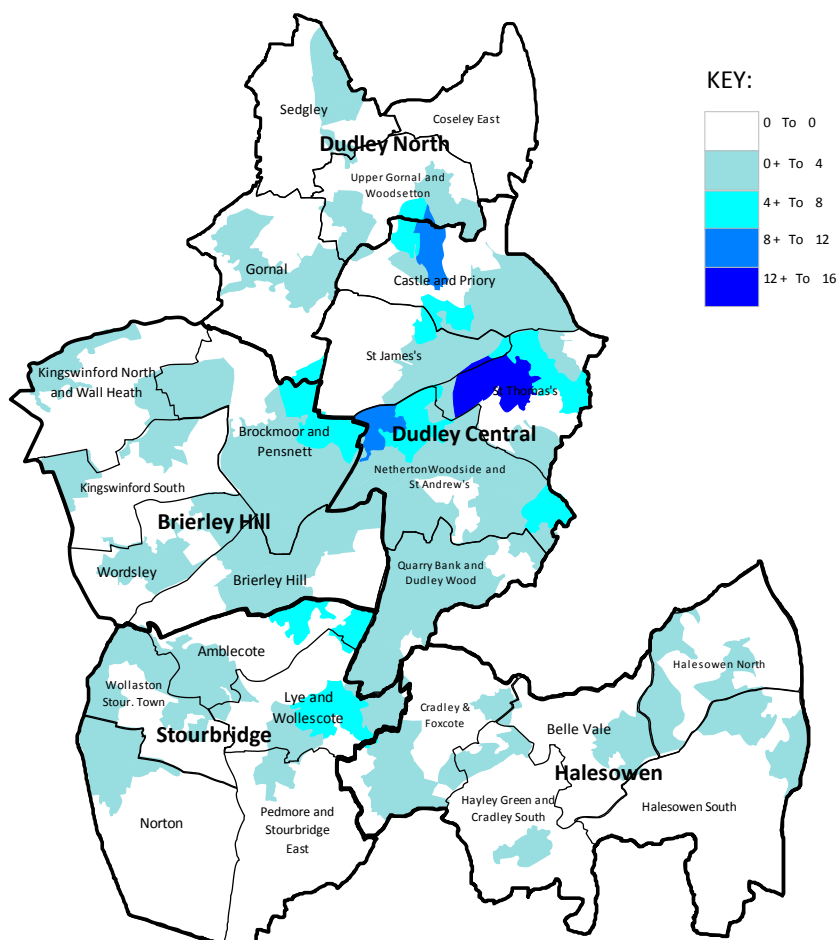 KEY:
0 To 0
0+ To 4
4+ To 8
8+ To 12
12+ To 16
Sedgley
Coseley East
Dudley North
Upper Gornal and
Woodsetton
Gornal
Castle and Priory
St James's
St Thomas's
Kingswinford North
and Wall Heath
Brockmoor and
Pensnett
Dudley Central
Netherton Woodside and
St Andrew's
Kingswinford South
Brierley Hill
Wordsley
Brierley Hill
Quarry Bank and
Dudley Wood
Amblecote
Wollaston
Stour. Town
Lye and
Wollescote
Stourbridge
Cradley &
Foxcote
Halesowen North
Belle Vale
Halesowen
Norton
Pedmore and
Stourbridge
East
Hayley Green and
Cradley South
Halesowen South